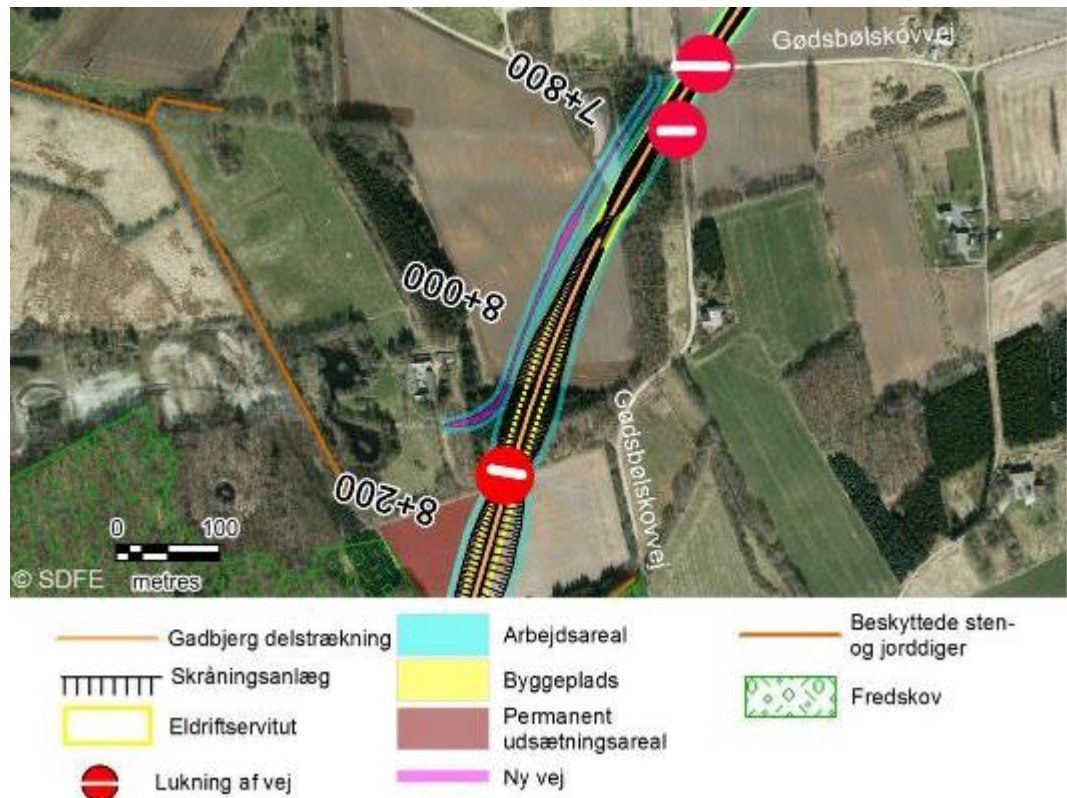 Gødsbølskovvej
7+800
8+000
Gødsbølskovvej
8+200
0 100
metres
© SDFE
Gadbjerg delstrækning
Skråningsanlæg
Eldriftservitut
Lukning af vej
Arbejdsareal
Byggeplads
Permanent
udsætningsareal
Ny vej
Beskyttede sten-
og jorddiger
Fredskov